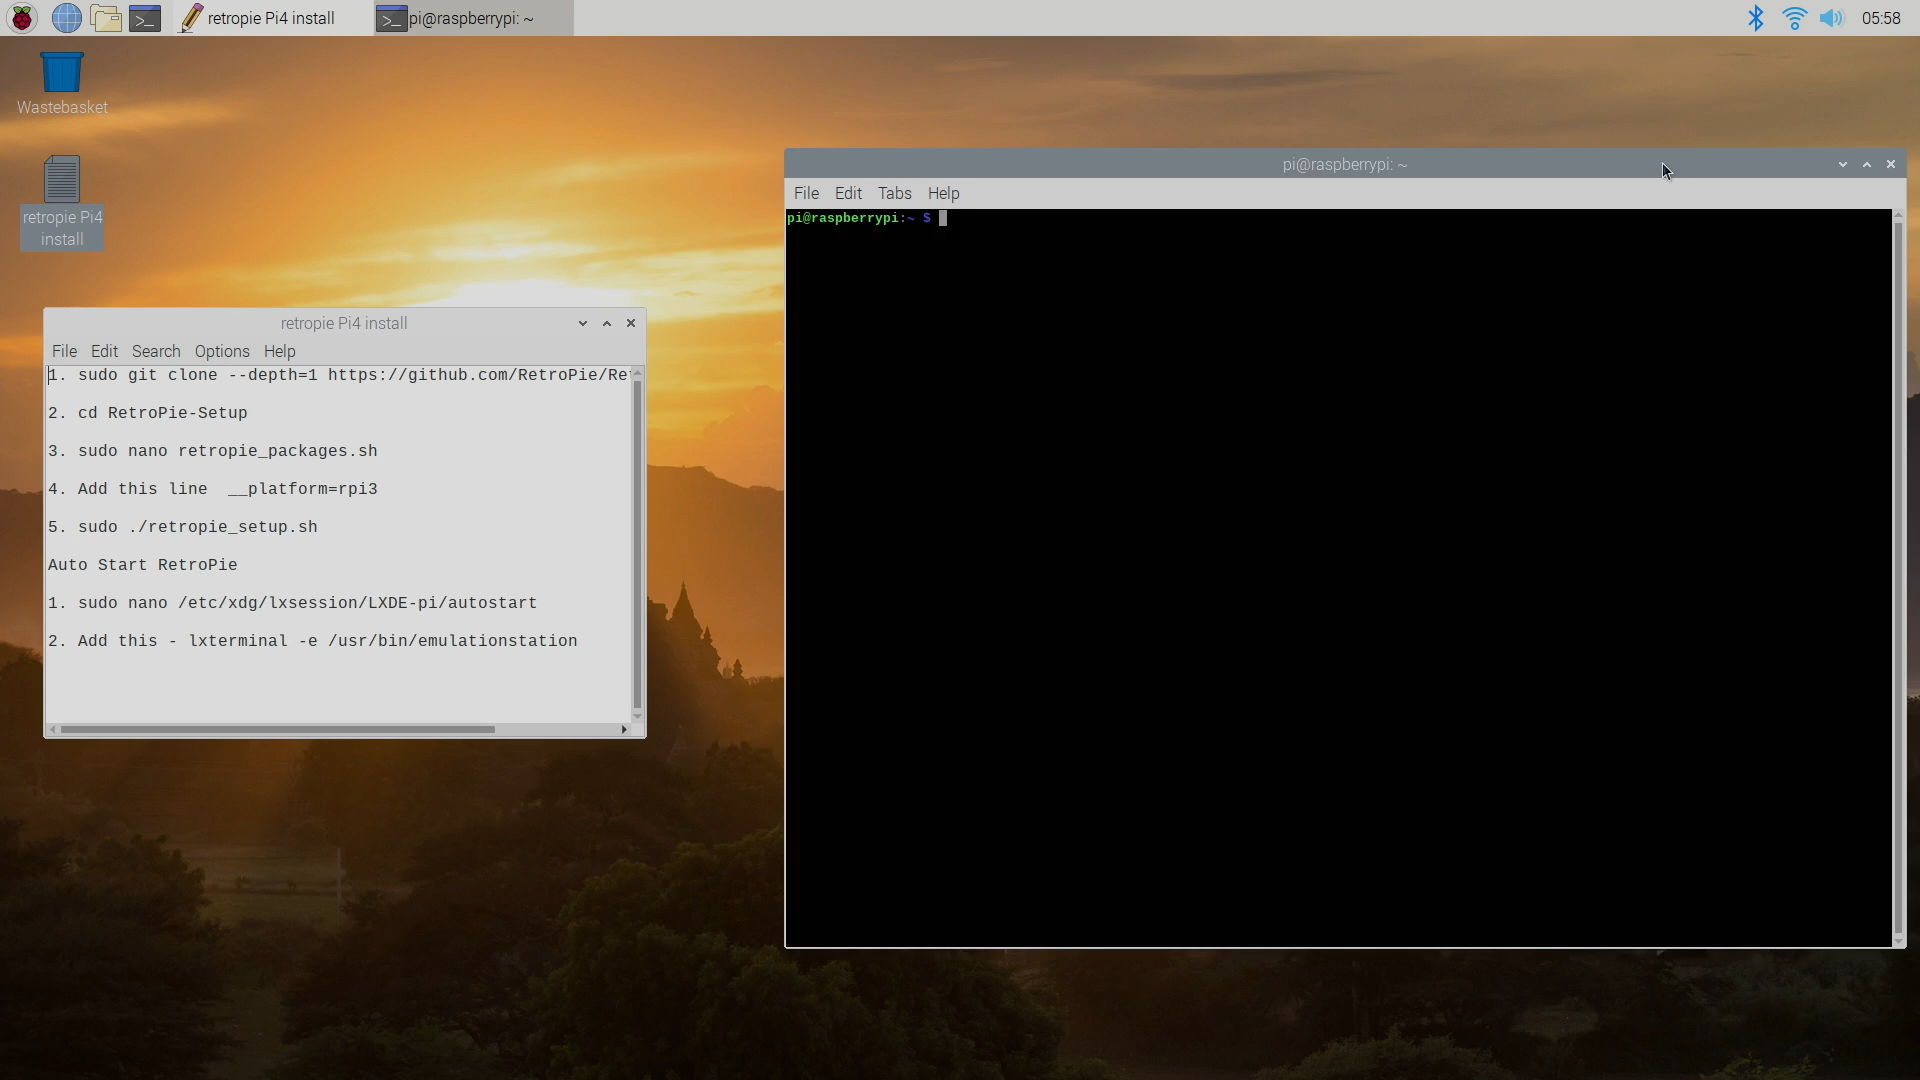 retropie Pi4 install
pi@raspberrypi: ~
05:58
Wastebasket
retropie Pi4
install
pi@raspberrypi: ~
File Edit Tabs Help
pi@raspberrypi:~ $
retropie Pi4 install
File Edit Search Options Help
1. sudo git clone --depth=1 https://github.com/RetroPie/Ret
2. cd RetroPie-Setup
3. sudo nano retropie_packages.sh
4. Add this line  __platform=rpi3
5. sudo ./retropie_setup.sh
Auto Start RetroPie
1. sudo nano /etc/xdg/lxsession/LXDE-pi/autostart
2. Add this - lxterminal -e /usr/bin/emulationstation